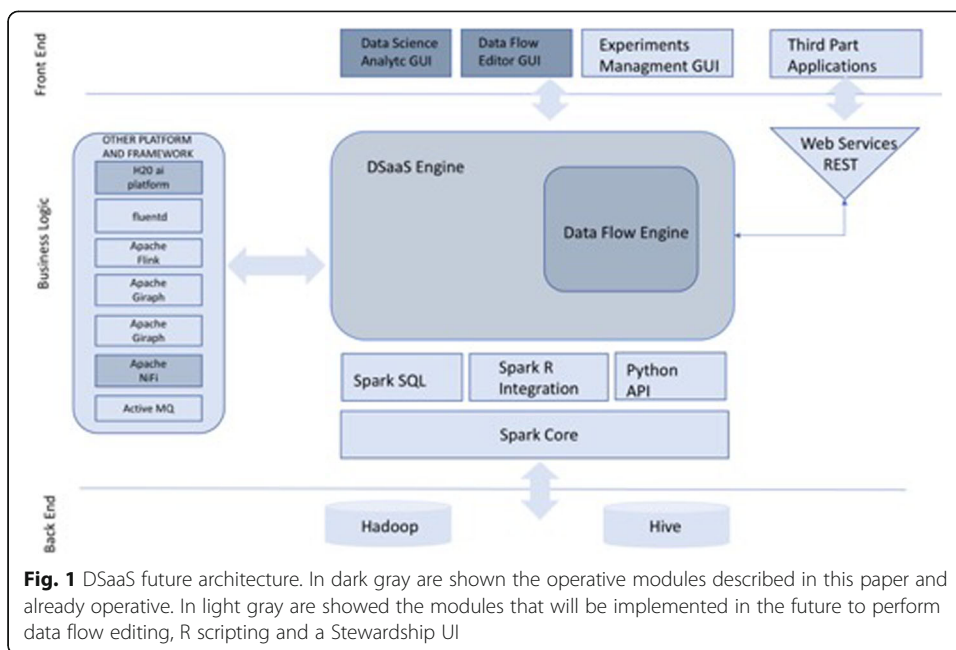 Front End
Data Science
Analytc GUI
Data Flow
Editor GUI
Experiments
Managment GUI
Third Part
Applications
Business Logic
OTHER PLATFORM
AND FRAMEWORK
H20 ai
platform
fluentd
Apache
Flink
Apache
Giraph
Apache
Giraph
Apache
NiFi
Active MQ
DSaaS Engine
Data Flow Engine
Web Services
REST
Spark SQL
Spark R
Integration
Python
API
Spark Core
Back End
Hadoop
Hive
Fig. 1 DSaaS future architecture. In dark gray are shown the operative modules described in this paper and
already operative. In light gray are showed the modules that will be implemented in the future to perform
data flow editing, R scripting and a Stewardship UI